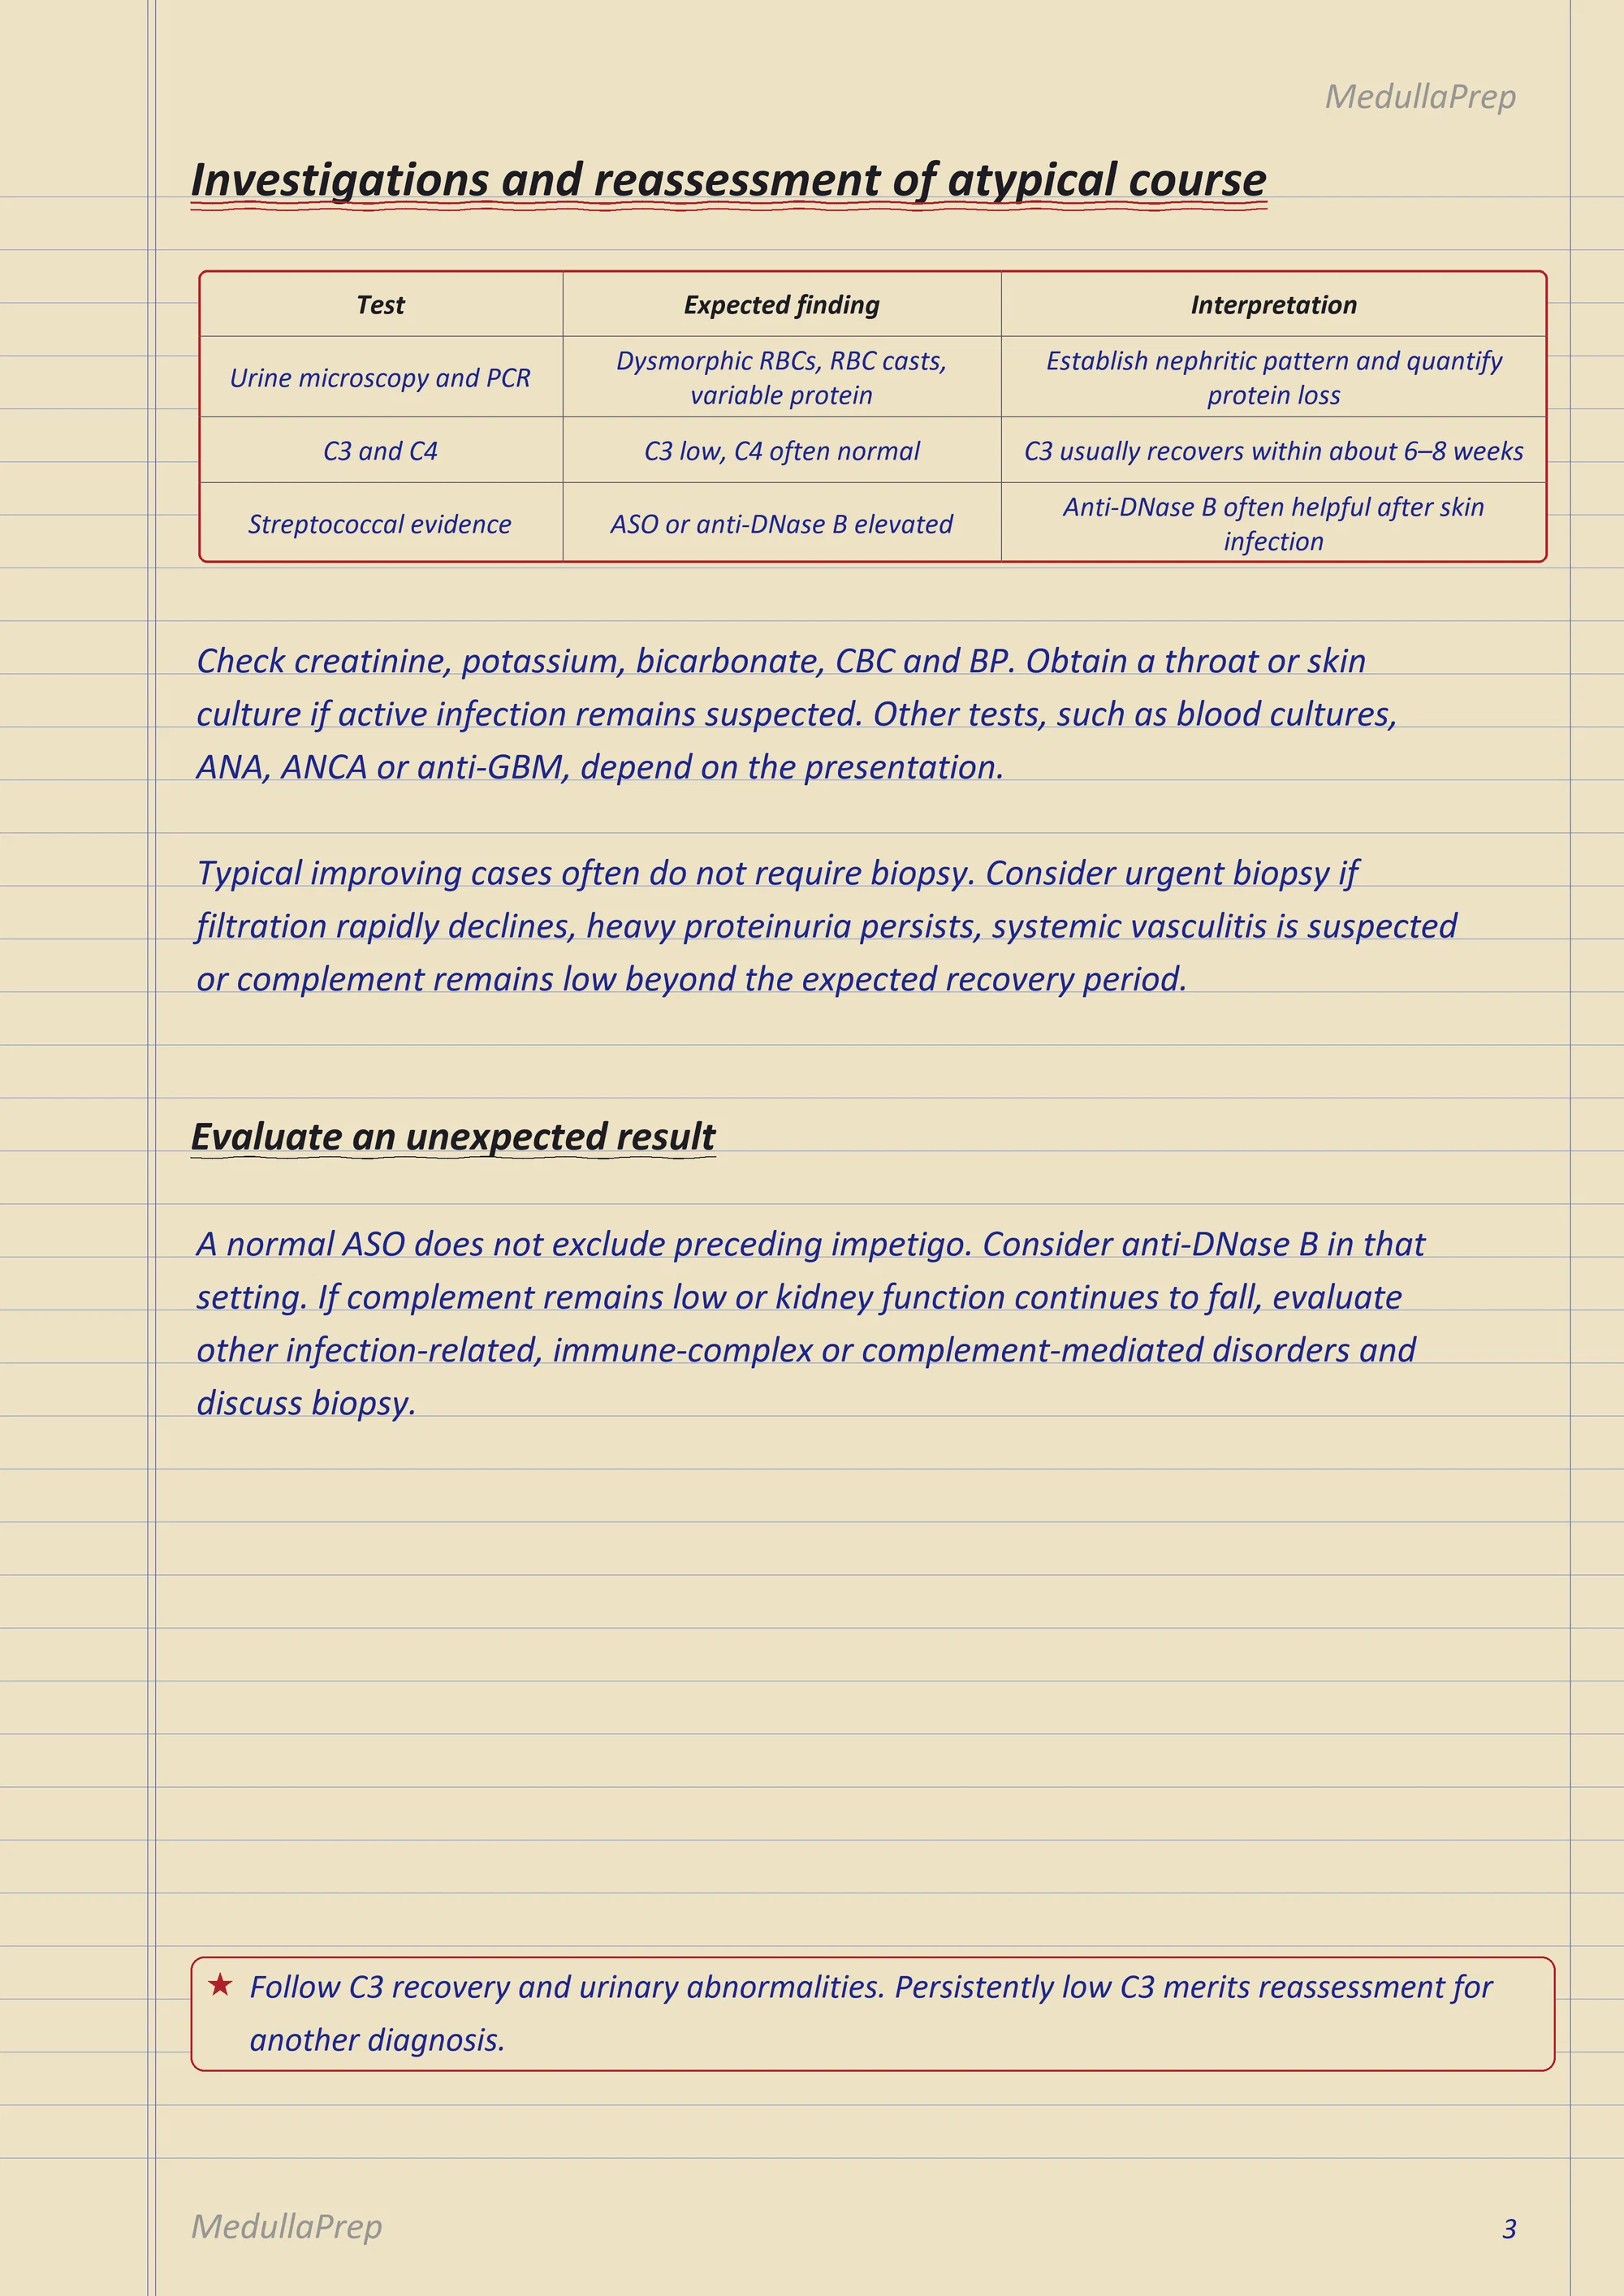 MedullaPrep
Investigations and reassessment of atypical course
Test Expected finding Interpretation
Urine microscopy and PCR Dysmorphic RBCs, RBC casts, variable protein Establish nephritic pattern and quantify protein loss
C3 and C4 C3 low, C4 often normal C3 usually recovers within about 6–8 weeks
Streptococcal evidence ASO or anti-DNase B elevated Anti-DNase B often helpful after skin infection
Check creatinine, potassium, bicarbonate, CBC and BP. Obtain a throat or skin
culture if active infection remains suspected. Other tests, such as blood cultures,
ANA, ANCA or anti-GBM, depend on the presentation.
Typical improving cases often do not require biopsy. Consider urgent biopsy if
filtration rapidly declines, heavy proteinuria persists, systemic vasculitis is suspected
or complement remains low beyond the expected recovery period.
Evaluate an unexpected result
A normal ASO does not exclude preceding impetigo. Consider anti-DNase B in that
setting. If complement remains low or kidney function continues to fall, evaluate
other infection-related, immune-complex or complement-mediated disorders and
discuss biopsy.
★ Follow C3 recovery and urinary abnormalities. Persistently low C3 merits reassessment for
another diagnosis.
MedullaPrep 3